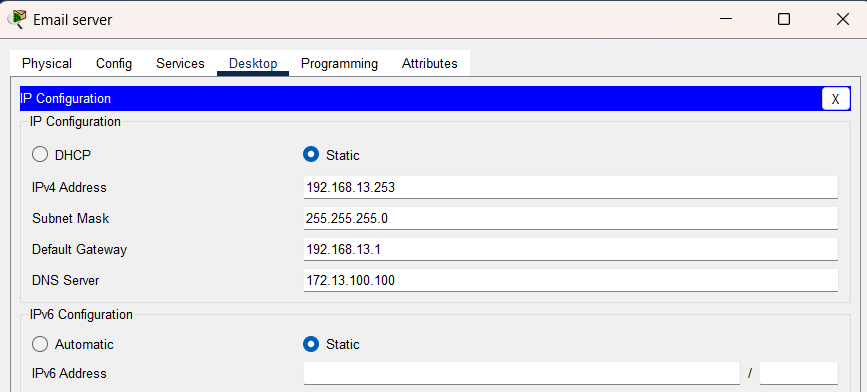 Email server
Physical Config Services Desktop Programming Attributes
IP Configuration X
IP Configuration
DHCP Static
IPv4 Address 192.168.13.253
Subnet Mask 255.255.255.0
Default Gateway 192.168.13.1
DNS Server 172.13.100.100
IPv6 Configuration
Automatic Static
IPv6 Address /